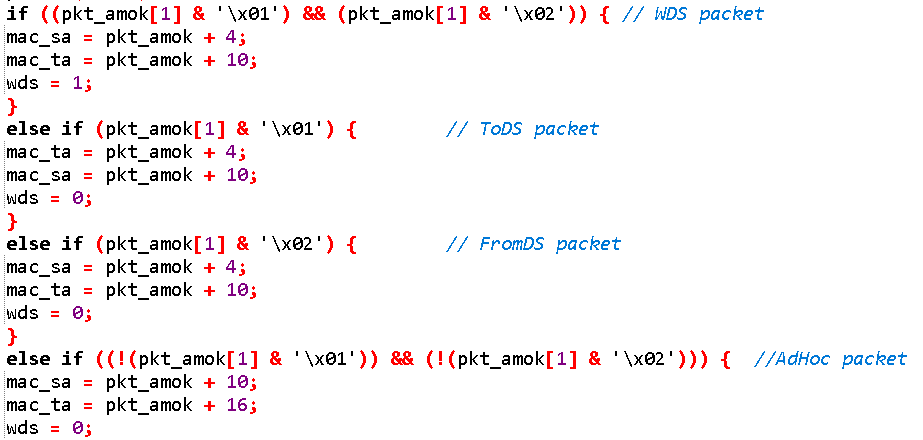 if ((pkt_amok[1] & '\x01') && (pkt_amok[1] & '\x02')) { // WDS packet
mac_sa = pkt_amok + 4;
mac_ta = pkt_amok + 10;
wds = 1;
}
else if (pkt_amok[1] & '\x01') { // ToDS packet
mac_ta = pkt_amok + 4;
mac_sa = pkt_amok + 10;
wds = 0;
}
else if (pkt_amok[1] & '\x02') { // FromDS packet
mac_sa = pkt_amok + 4;
mac_ta = pkt_amok + 10;
wds = 0;
}
else if ((!(pkt_amok[1] & '\x01')) && (!(pkt_amok[1] & '\x02'))) { //AdHoc packet
mac_sa = pkt_amok + 10;
mac_ta = pkt_amok + 16;
wds = 0;